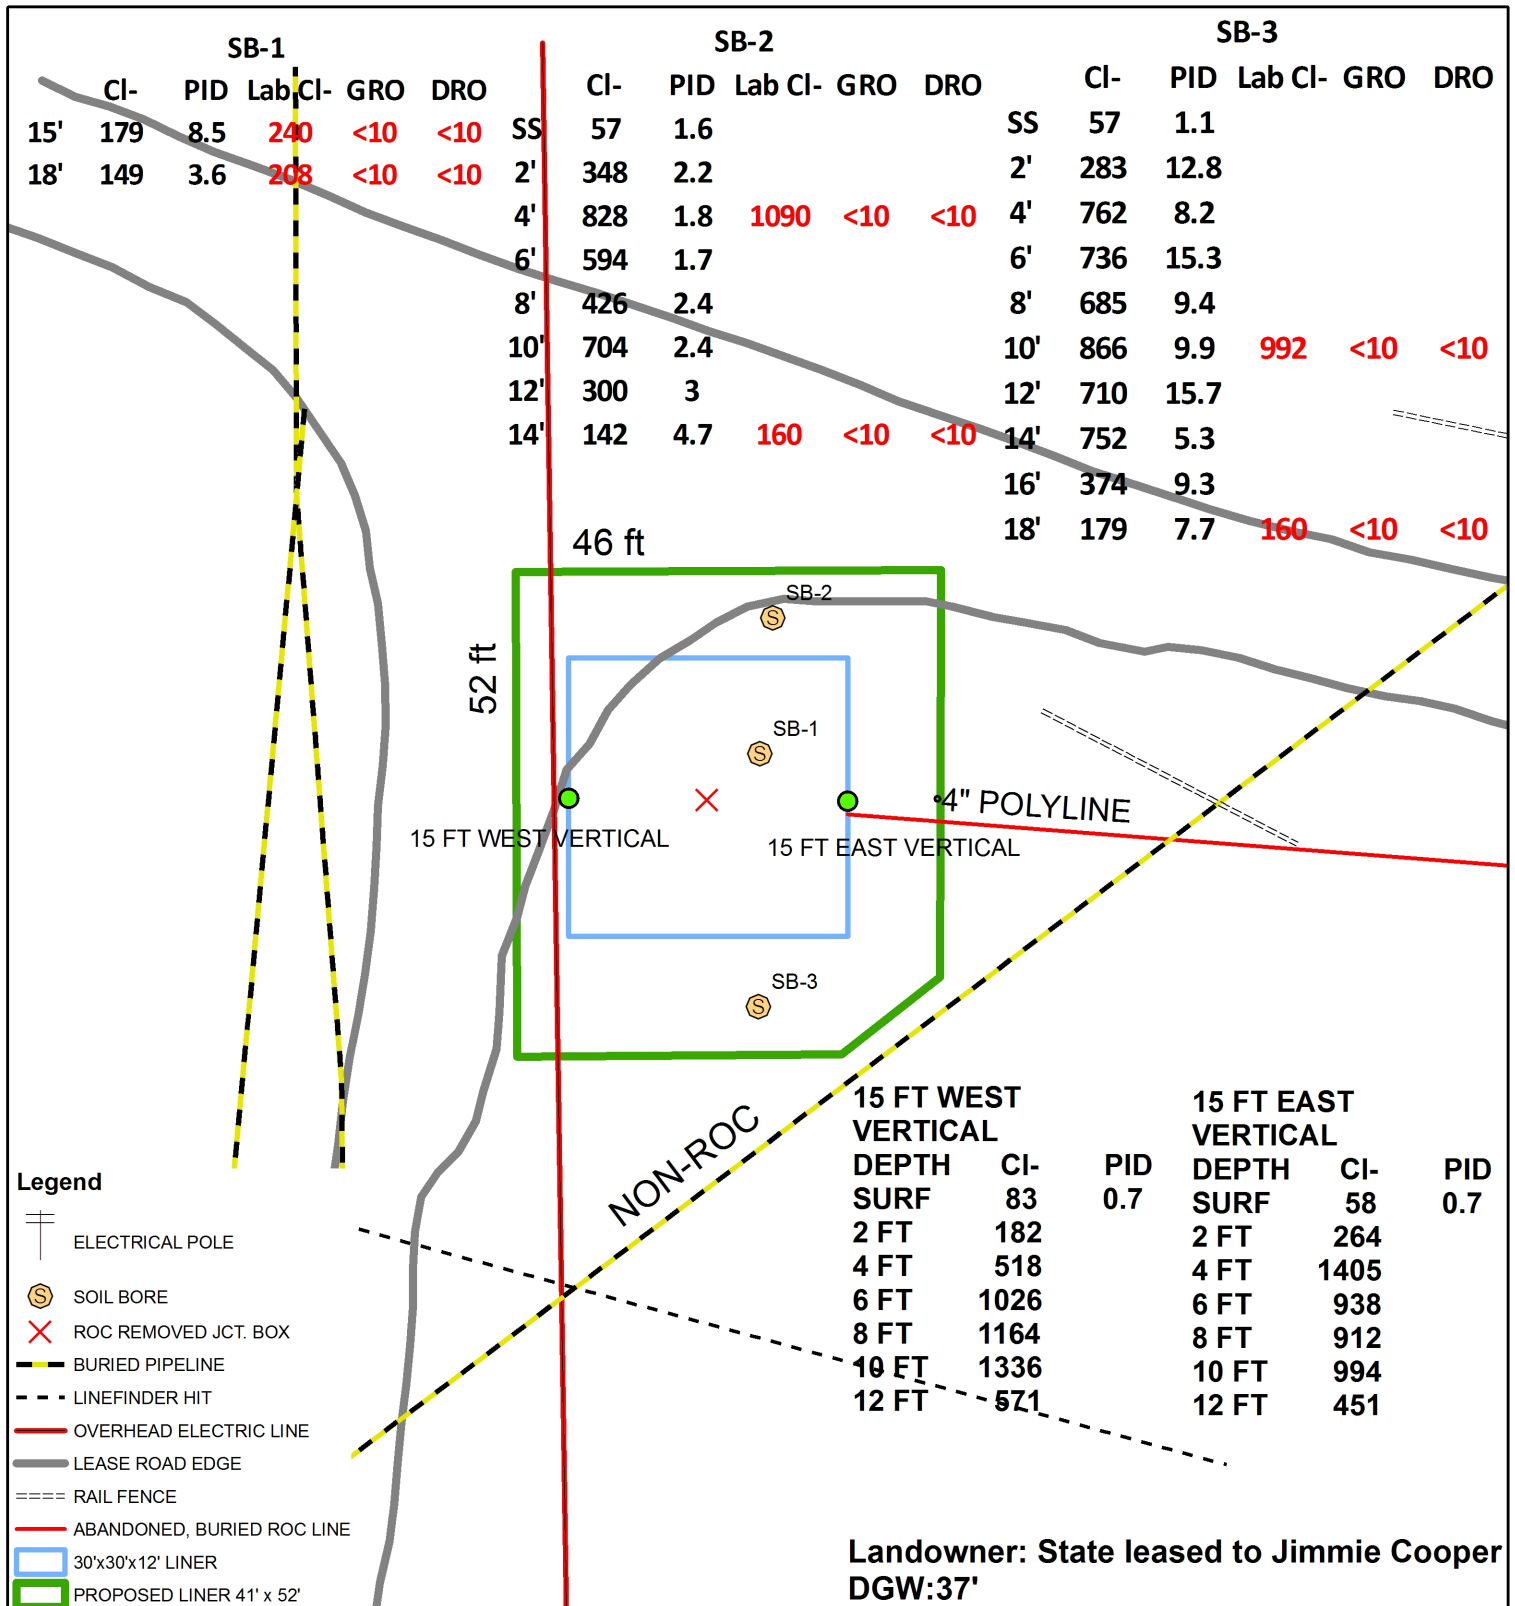 SB-1
Cl- PID Lab Cl- GRO DRO
15' 179 8.5 240 <10 <10
18' 149 3.6 208 <10 <10
SB-2
Cl- PID Lab Cl- GRO DRO
SS 57 1.6
2' 348 2.2
4' 828 1.8 1090 <10 <10
6' 594 1.7
8' 426 2.4
10' 704 2.4
12' 300 3
14' 142 4.7 160 <10 <10
SB-3
Cl- PID Lab Cl- GRO DRO
SS 57 1.1
2' 283 12.8
4' 762 8.2
6' 736 15.3
8' 685 9.4
10' 866 9.9 992 <10 <10
12' 710 15.7
14' 752 5.3
16' 374 9.3
18' 179 7.7 160 <10 <10
46 ft
52 ft
S SB-2
S SB-1
4" POLYLINE
15 FT WEST VERTICAL
15 FT EAST VERTICAL
S SB-3
NON-ROC
15 FT WEST
VERTICAL
DEPTH Cl- PID
SURF 83 0.7
2 FT 182
4 FT 518
6 FT 1026
8 FT 1164
10 FT 1336
12 FT 571
15 FT EAST
VERTICAL
DEPTH Cl- PID
SURF 58 0.7
2 FT 264
4 FT 1405
6 FT 938
8 FT 912
10 FT 994
12 FT 451
Legend
ELECTRICAL POLE
S SOIL BORE
ROC REMOVED JCT. BOX
BURIED PIPELINE
LINEFINDER HIT
OVERHEAD ELECTRIC LINE
LEASE ROAD EDGE
RAIL FENCE
ABANDONED, BURIED ROC LINE
30'x30'x12' LINER
PROPOSED LINER 41' x 52'
Landowner: State leased to Jimmie Cooper
DGW:37'